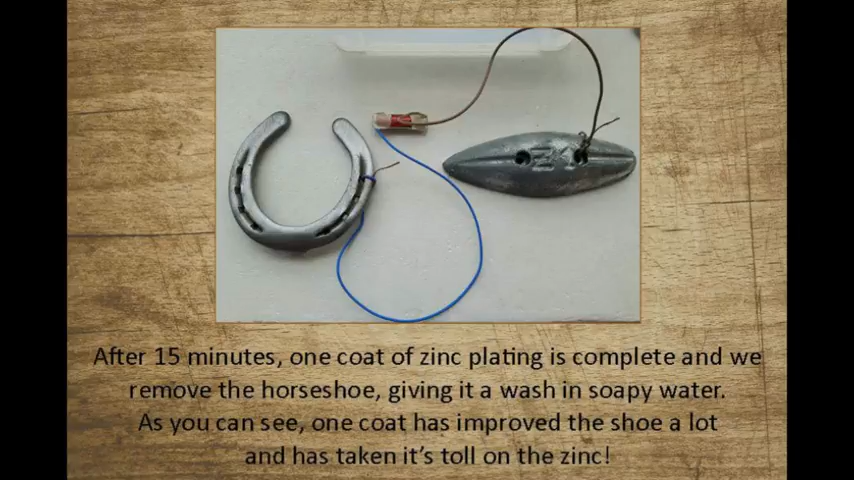 Z1
After 15 minutes, one coat of zinc plating is complete and we
remove the horseshoe, giving it a wash in soapy water.
As you can see, one coat has improved the shoe a lot
and has taken it's toll on the zinc!